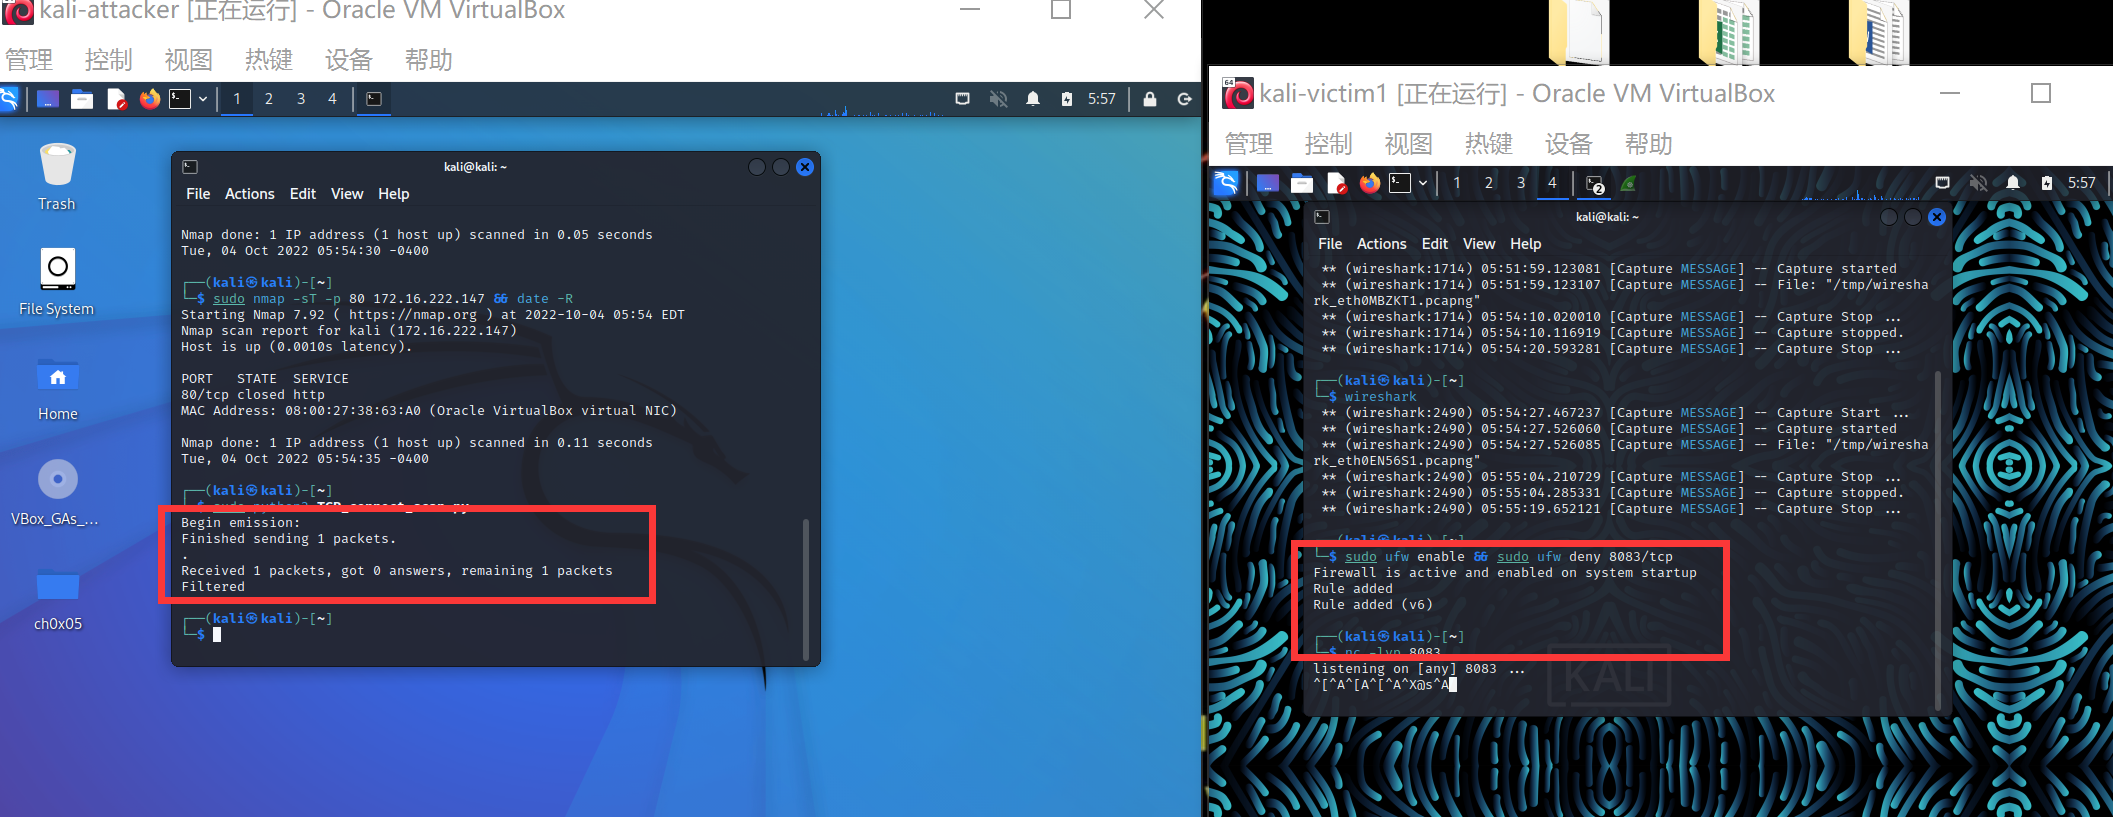 kali-attacker [正在运行] - Oracle VM VirtualBox
管理 控制 视图 热键 设备 帮助
1 2 3 4 5:57
Trash
File System
Home
VBox_GAs_...
ch0x05
kali@kali: ~
File Actions Edit View Help
Nmap done: 1 IP address (1 host up) scanned in 0.05 seconds
Tue, 04 Oct 2022 05:54:30 -0400
┌──(kali㉿kali)-[~]
└─$ sudo nmap -sT -p 80 172.16.222.147 && date -R
Starting Nmap 7.92 ( https://nmap.org ) at 2022-10-04 05:54 EDT
Nmap scan report for kali (172.16.222.147)
Host is up (0.0010s latency).
PORT STATE SERVICE
80/tcp closed http
MAC Address: 08:00:27:38:63:A0 (Oracle VirtualBox virtual NIC)
Nmap done: 1 IP address (1 host up) scanned in 0.11 seconds
Tue, 04 Oct 2022 05:54:35 -0400
┌──(kali㉿kali)-[~]
└─$ sudo python3 TCP_connect_scan.py
Begin emission:
Finished sending 1 packets.
.
Received 1 packets, got 0 answers, remaining 1 packets
Filtered
┌──(kali㉿kali)-[~]
└─$
64
kali-victim1 [正在运行] - Oracle VM VirtualBox
管理 控制 视图 热键 设备 帮助
1 2 3 4 2 5:57
kali@kali: ~
File Actions Edit View Help
** (wireshark:1714) 05:51:59.123081 [Capture MESSAGE] -- Capture started
** (wireshark:1714) 05:51:59.123107 [Capture MESSAGE] -- File: "/tmp/wiresha
rk_eth0MBZKT1.pcapng"
** (wireshark:1714) 05:54:10.020010 [Capture MESSAGE] -- Capture Stop ...
** (wireshark:1714) 05:54:10.116919 [Capture MESSAGE] -- Capture stopped.
** (wireshark:1714) 05:54:20.593281 [Capture MESSAGE] -- Capture Stop ...
┌──(kali㉿kali)-[~]
└─$ wireshark
** (wireshark:2490) 05:54:27.467237 [Capture MESSAGE] -- Capture Start ...
** (wireshark:2490) 05:54:27.526060 [Capture MESSAGE] -- Capture started
** (wireshark:2490) 05:54:27.526085 [Capture MESSAGE] -- File: "/tmp/wiresha
rk_eth0EN56S1.pcapng"
** (wireshark:2490) 05:55:04.210729 [Capture MESSAGE] -- Capture Stop ...
** (wireshark:2490) 05:55:04.285331 [Capture MESSAGE] -- Capture stopped.
** (wireshark:2490) 05:55:19.652121 [Capture MESSAGE] -- Capture Stop ...
┌──(kali㉿kali)-[~]
└─$ sudo ufw enable && sudo ufw deny 8083/tcp
Firewall is active and enabled on system startup
Rule added
Rule added (v6)
┌──(kali㉿kali)-[~]
└─$ nc -lvp 8083
listening on [any] 8083 ...
^[^A^[A^[^A^X@s^A
KALI